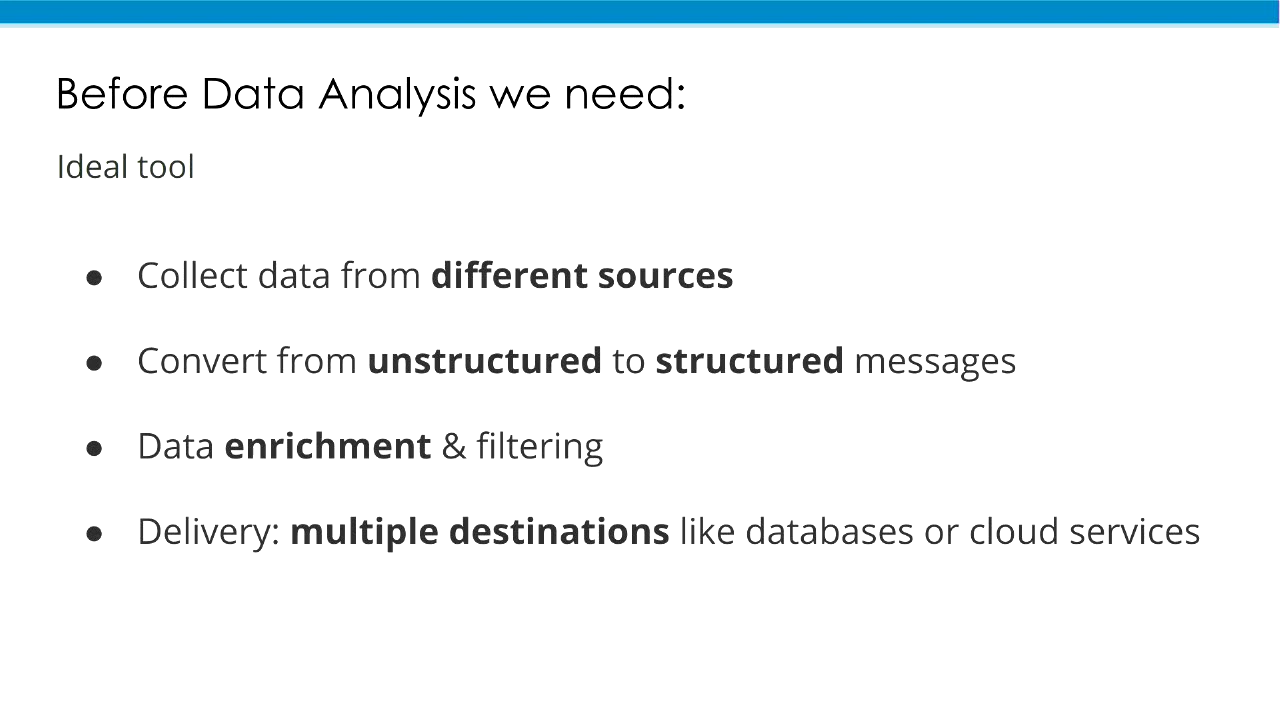 Before Data Analysis we need:
Ideal tool
● Collect data from different sources
● Convert from unstructured to structured messages
● Data enrichment & filtering
● Delivery: multiple destinations like databases or cloud services